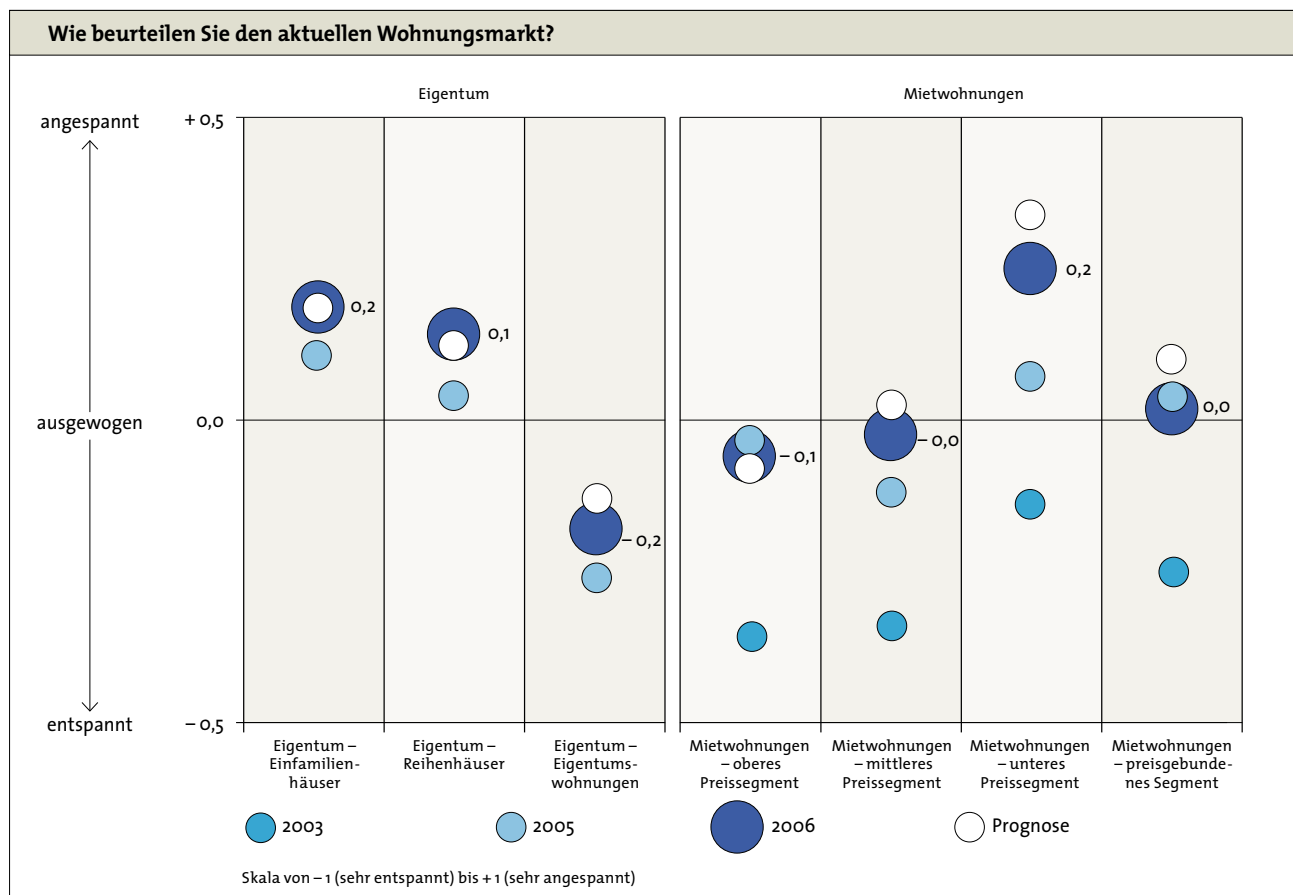 Wie beurteilen Sie den aktuellen Wohnungsmarkt?
Eigentum
Mietwohnungen
angespannt
+ 0,5
0,2
0,1
0,2
ausgewogen
0,0
– 0,1
– 0,0
0,0
– 0,2
entspannt
– 0,5
Eigentum –
Einfamilien-
häuser
Eigentum –
Reihenhäuser
Eigentum –
Eigentums-
wohnungen
Mietwohnungen
– oberes
Preissegment
Mietwohnungen
– mittleres
Preissegment
Mietwohnungen
– unteres
Preissegment
Mietwohnungen
– preisgebunde-
nes Segment
2003
2005
2006
Prognose
Skala von – 1 (sehr entspannt) bis + 1 (sehr angespannt)